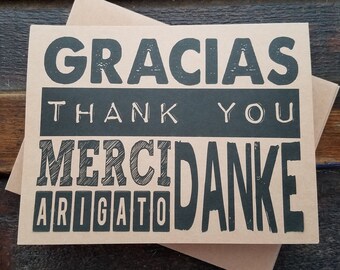 GRACIAS
THANK YOU
MERCI
ARIGATO
DANKE